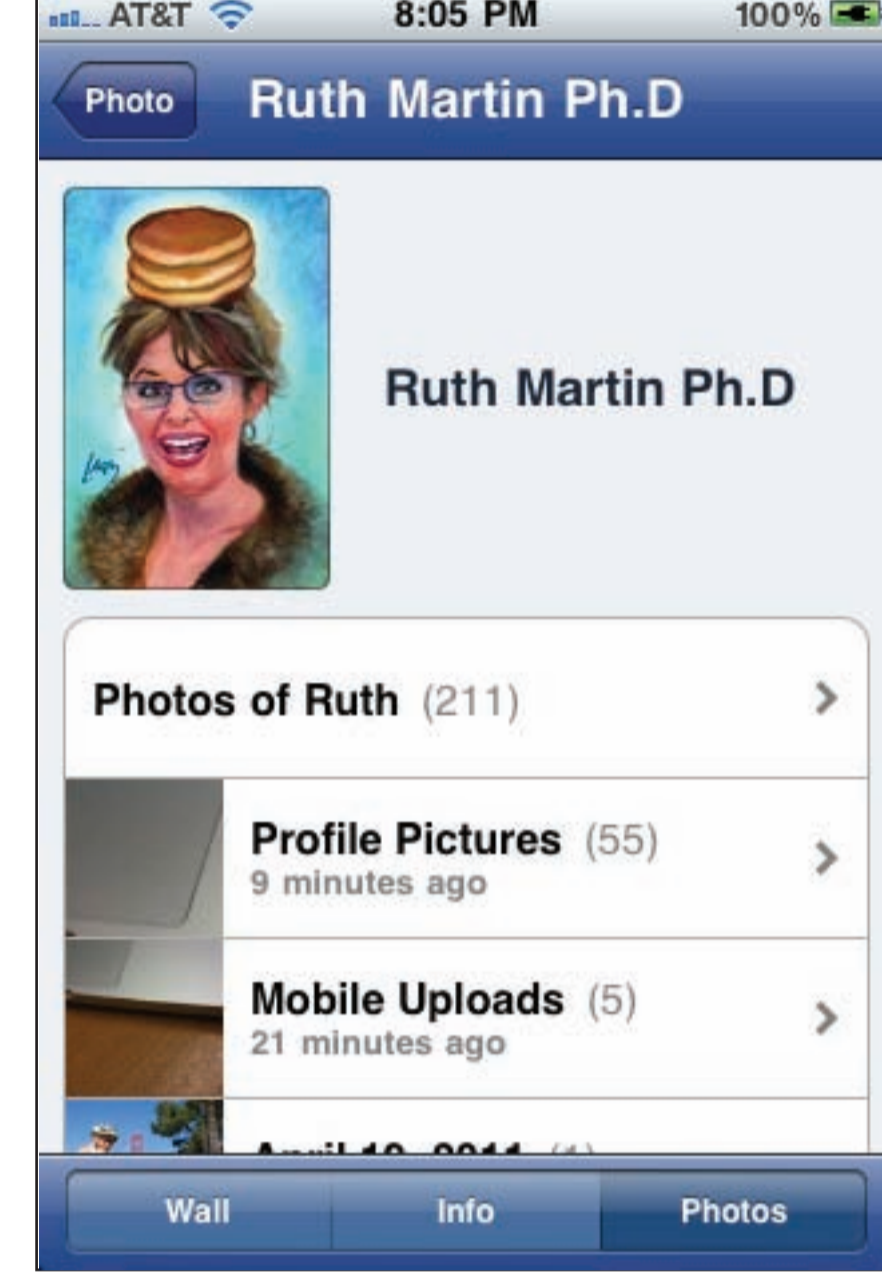 AT&T 8:05 PM 100%
Photo Ruth Martin Ph.D
Ruth Martin Ph.D
Photos of Ruth (211)
Profile Pictures (55)
9 minutes ago
Mobile Uploads (5)
21 minutes ago
Wall Info Photos